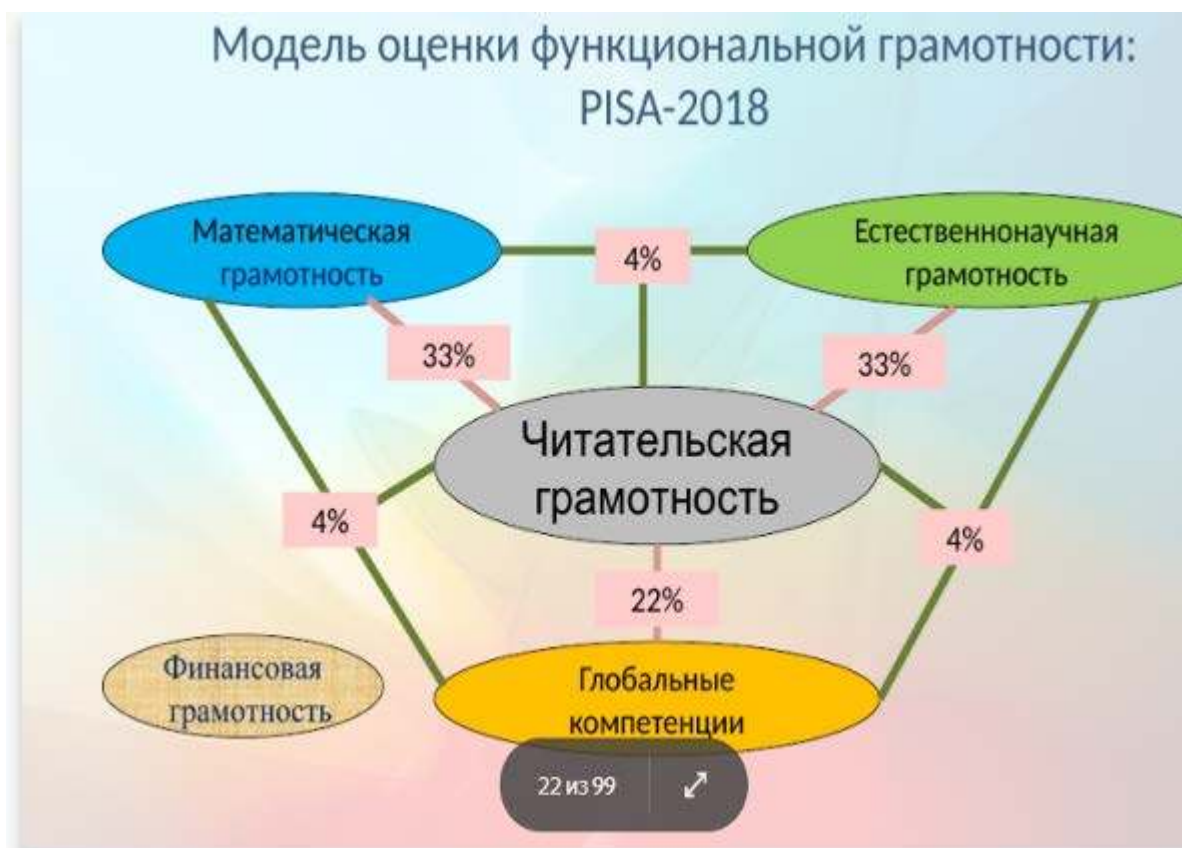 Модель оценки функциональной грамотности:
PISA-2018
Математическая
грамотность
4%
Естественнонаучная
грамотность
33%
33%
Читательская
грамотность
4%
4%
22%
Финансовая
грамотность
Глобальные
компетенции
22 из 99